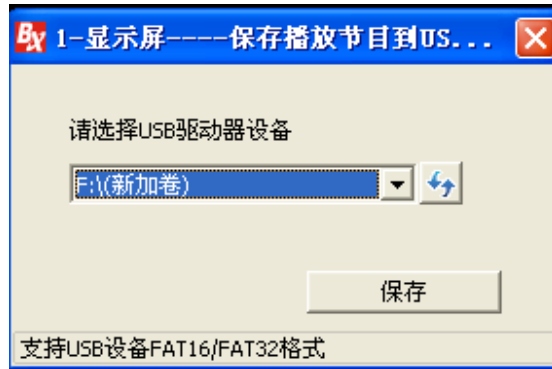 BX 1-显示屏----保存播放节目到US...
请选择USB驱动器设备
F:\(新加卷)
保存
支持USB设备FAT16/FAT32格式